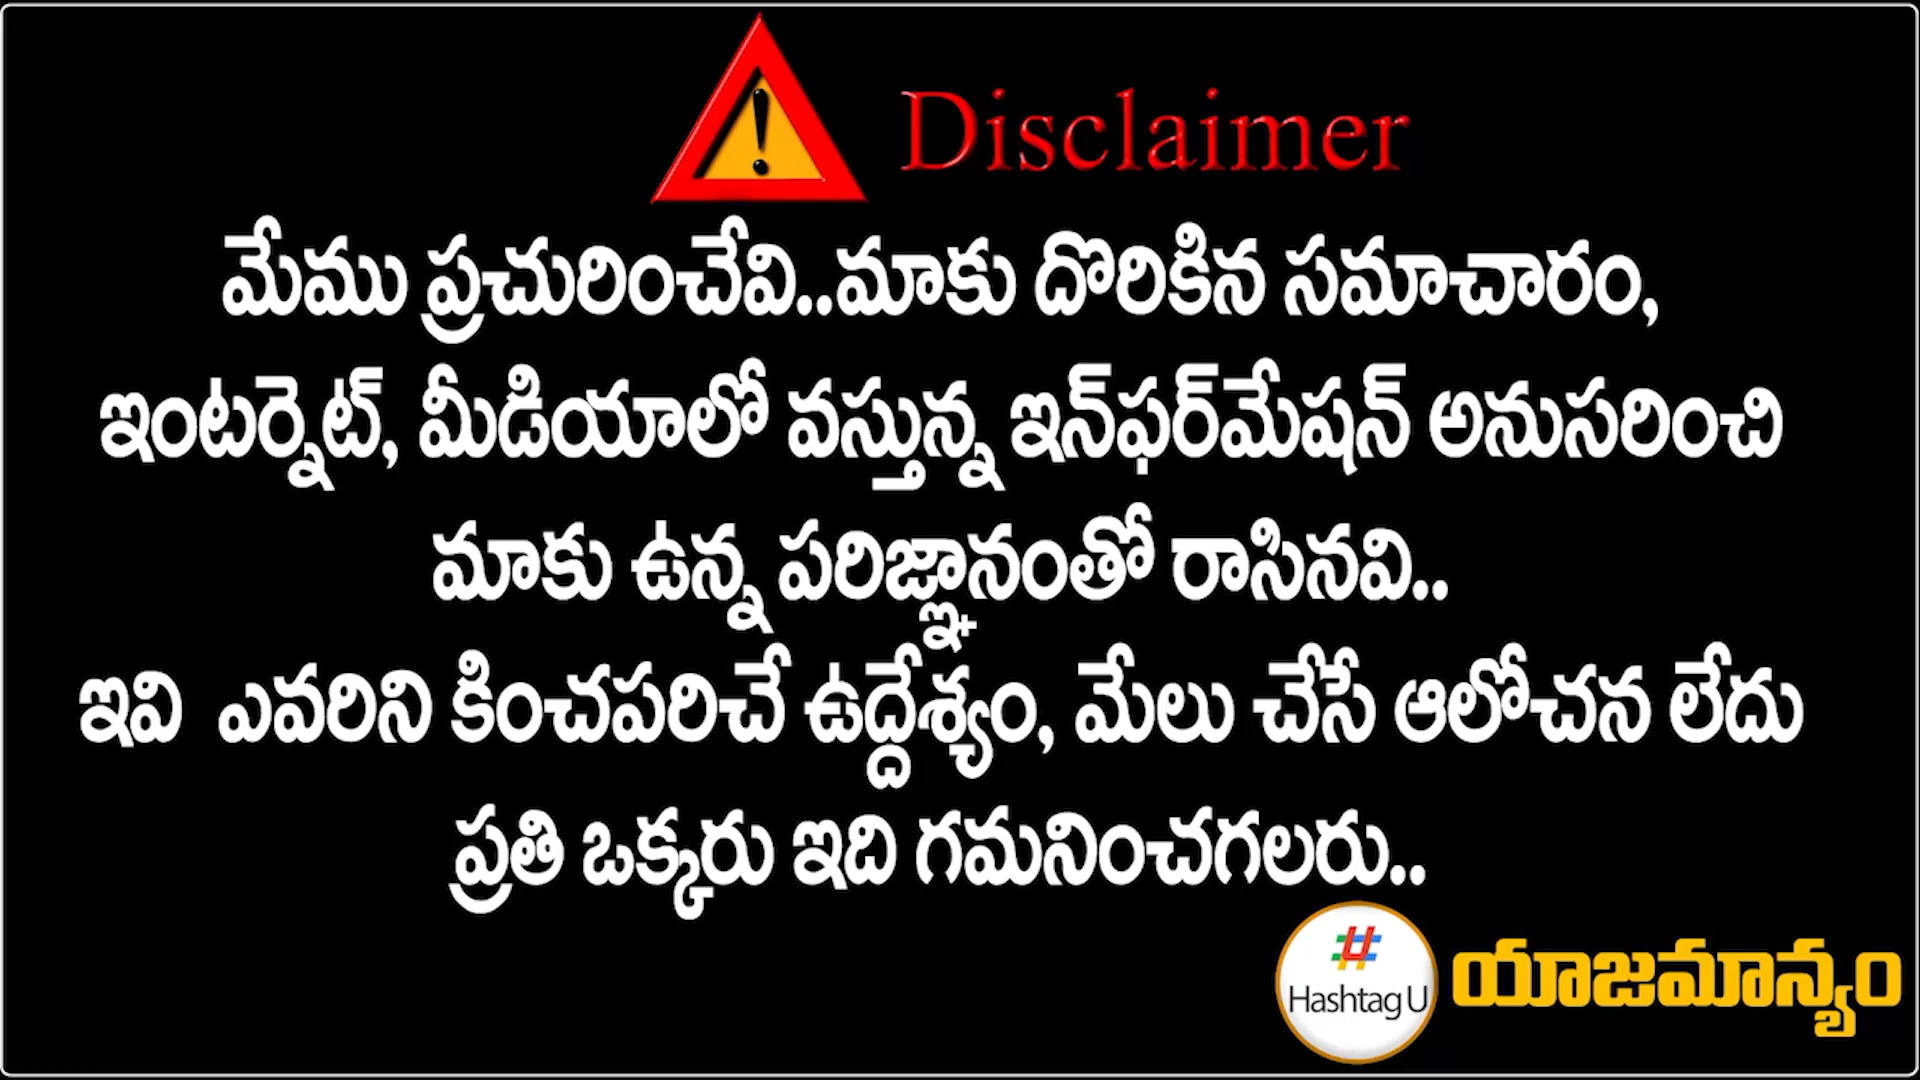 Disclaimer
మేము ప్రచురించేవి..మాకు దొరికిన సమాచారం,
ఇంటర్నెట్, మీడియాలో వస్తున్న ఇన్‌ఫర్‌మేషన్ అనుసరించి
మాకు ఉన్న పరిజ్ఞానంతో రాసినవి..
ఇవి ఎవరిని కించపరిచే ఉద్దేశ్యం, మేలు చేసే ఆలోచన లేదు
ప్రతి ఒక్కరు ఇది గమనించగలరు..
#
Hashtag U యాజమాన్యం